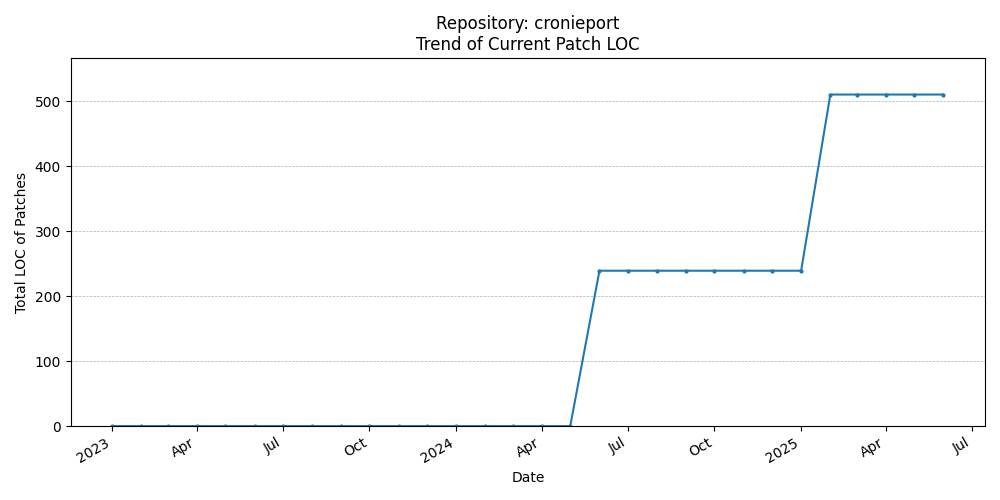 Repository: cronieport
Trend of Current Patch LOC
Total LOC of Patches
500
400
300
200
100
0
2023
Apr
Jul
Oct
2024
Apr
Jul
Oct
2025
Apr
Jul
Date